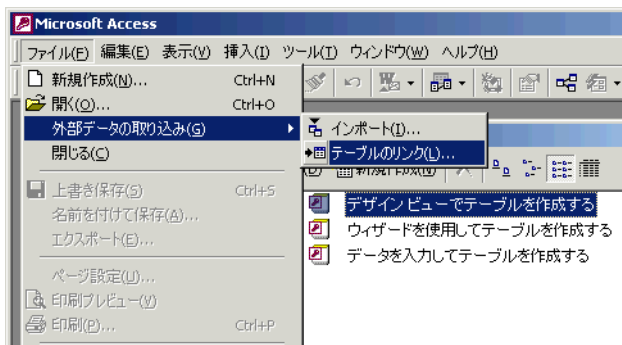 Microsoft Access
ファイル(F) 編集(E) 表示(V) 挿入(I) ツール(T) ウィンドウ(W) ヘルプ(H)
新規作成(N)... Ctrl+N
開く(O)... Ctrl+O
外部データの取り込み(G)
インポート(I)...
閉じる(C)
テーブルのリンク(L)...
上書き保存(S) Ctrl+S
名前を付けて保存(A)...
エクスポート(E)...
デザイン ビューでテーブルを作成する
ウィザードを使用してテーブルを作成する
データを入力してテーブルを作成する
ページ設定(U)...
印刷プレビュー(V)
印刷(P)... Ctrl+P